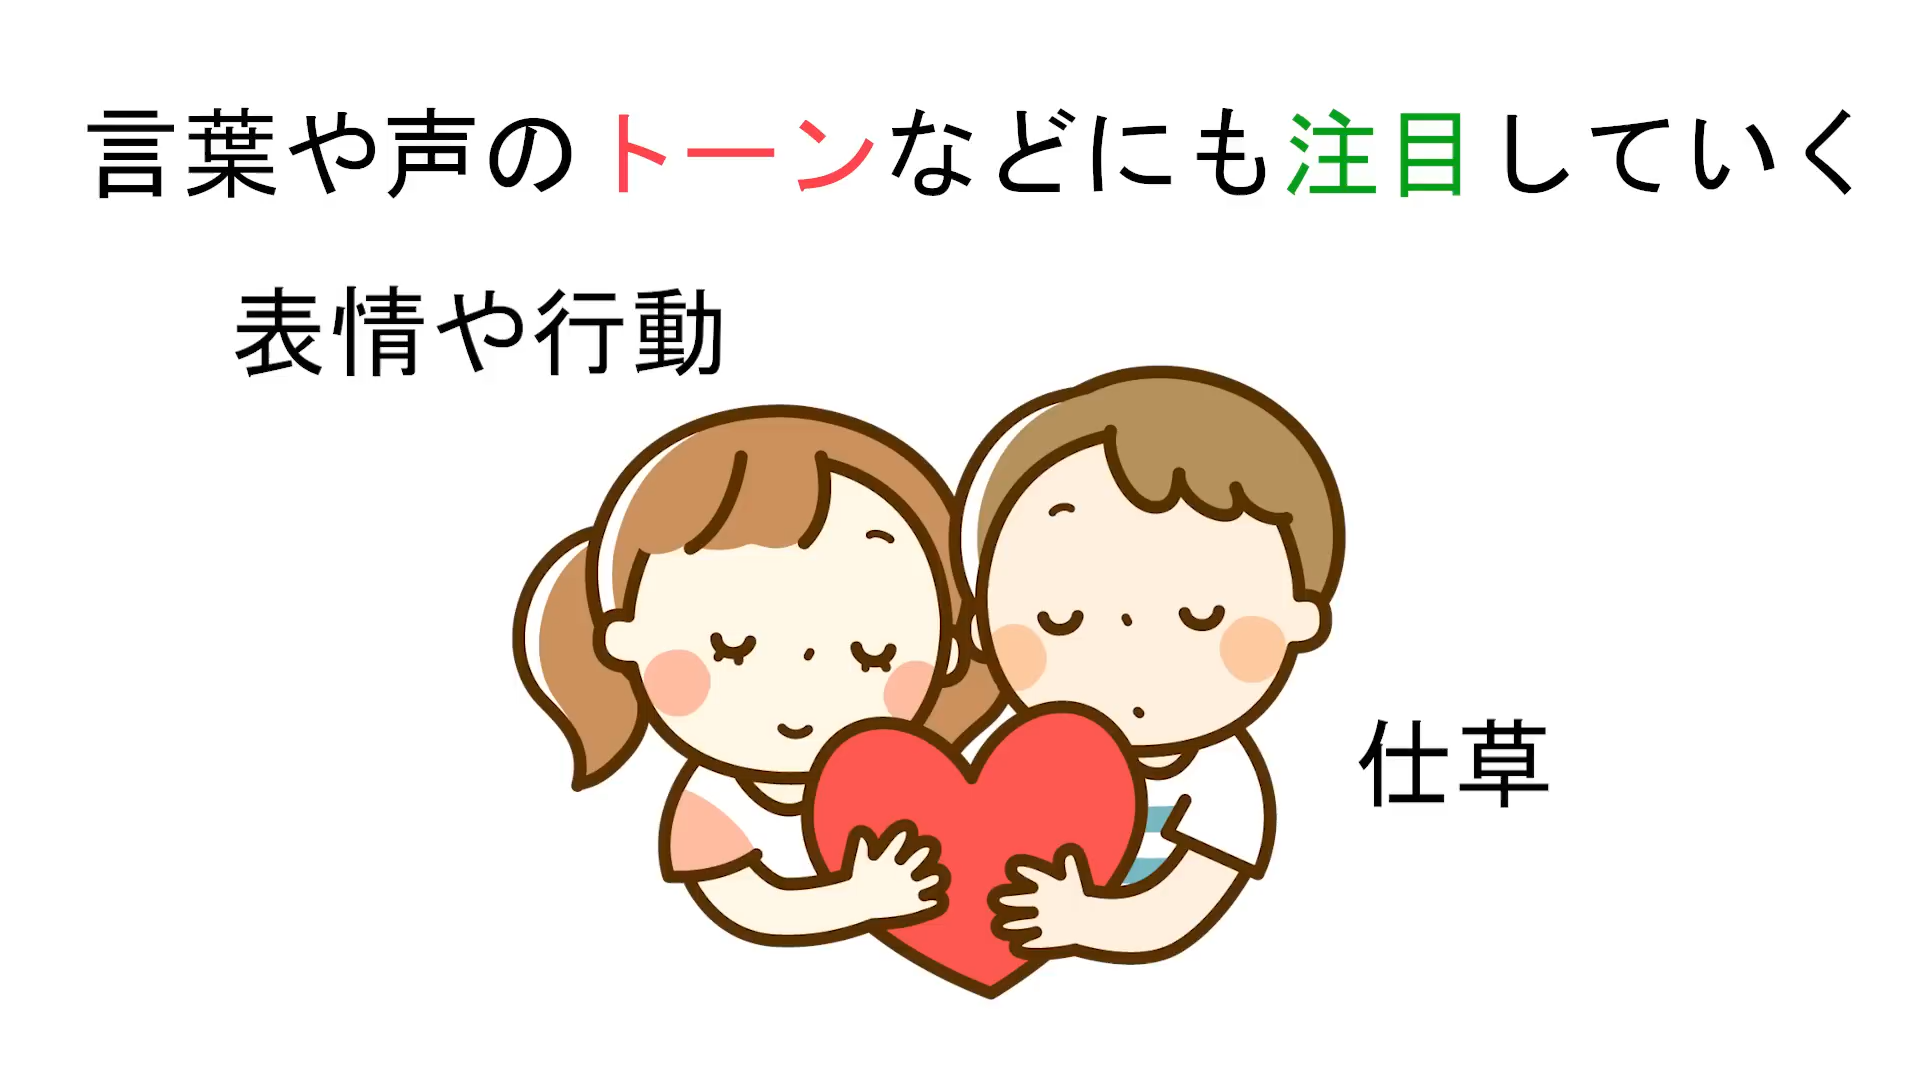 言葉や声のトーンなどにも注目していく
表情や行動
仕草